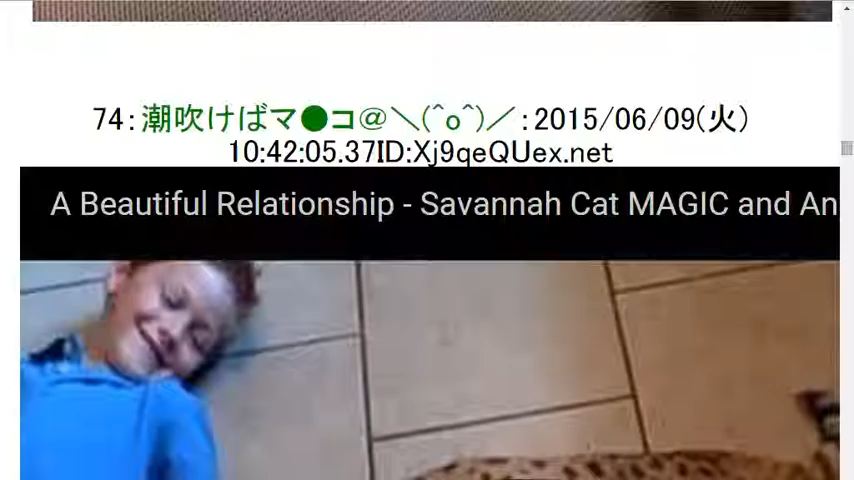 74:潮吹けばマ●コ@＼(^o^)／:2015/06/09(火)
10:42:05.37ID:Xj9qeQUex.net
A Beautiful Relationship - Savannah Cat MAGIC and An